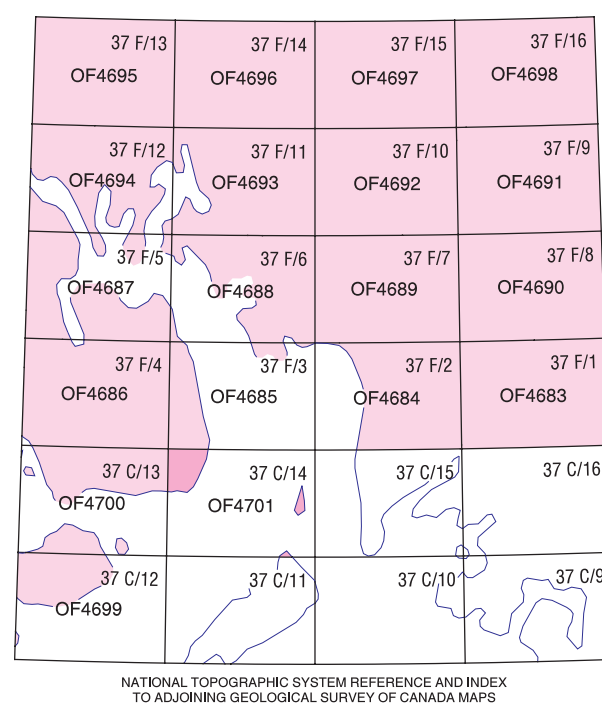 37 F/13 37 F/14 37 F/15 37 F/16
OF4695 OF4696 OF4697 OF4698
37 F/12 37 F/11 37 F/10 37 F/9
OF4694 OF4693 OF4692 OF4691
37 F/5 37 F/6 37 F/7 37 F/8
OF4687 OF4688 OF4689 OF4690
37 F/4 37 F/3 37 F/2 37 F/1
OF4686 OF4685 OF4684 OF4683
37 C/13 37 C/14 37 C/15 37 C/16
OF4700 OF4701
37 C/12 37 C/11 37 C/10 37 C/9
OF4699
NATIONAL TOPOGRAPHIC SYSTEM REFERENCE AND INDEX
TO ADJOINING GEOLOGICAL SURVEY OF CANADA MAPS